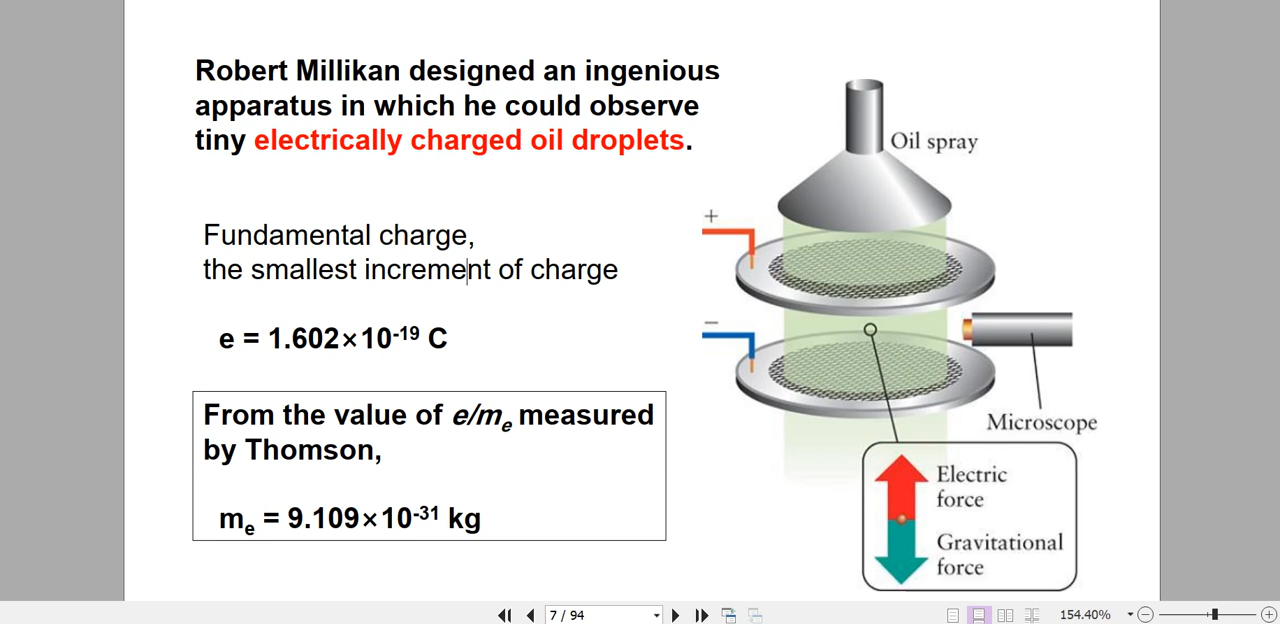 Robert Millikan designed an ingenious
apparatus in which he could observe
tiny electrically charged oil droplets.
Fundamental charge,
the smallest increment of charge
e = 1.602×10⁻¹⁹ C
From the value of e/mₑ measured
by Thomson,
mₑ = 9.109×10⁻³¹ kg
Oil spray
+
−
Microscope
Electric
force
Gravitational
force
7 / 94
154.40%